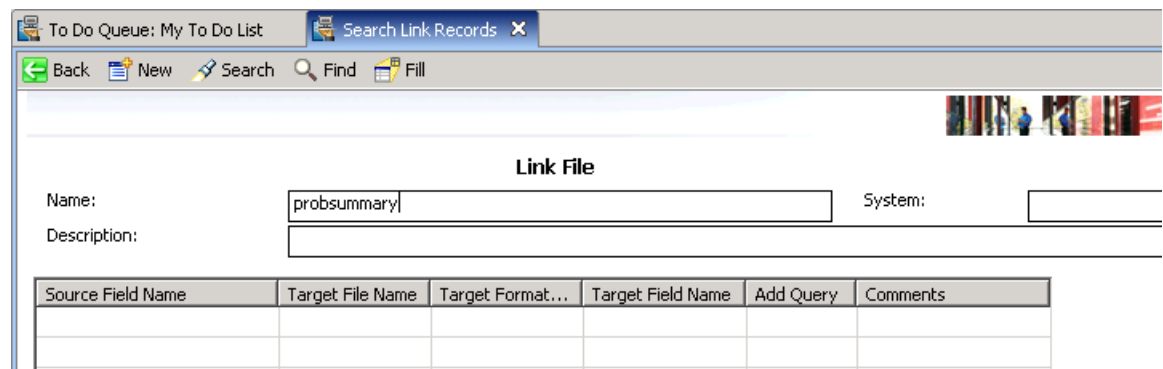 To Do Queue: My To Do List Search Link Records X
Back New Search Find Fill
Link File
Name: probsummary System:
Description:
Source Field Name Target File Name Target Format... Target Field Name Add Query Comments